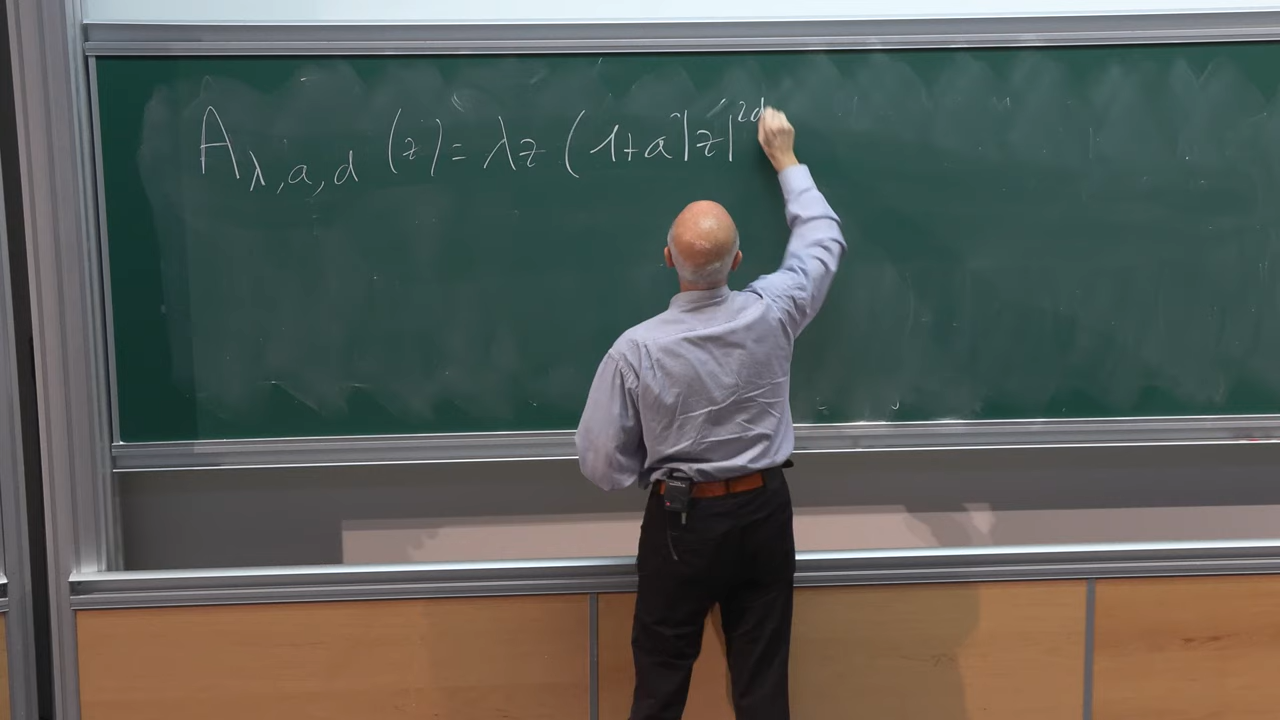 A_{λ,a,d} (z) = λz (1+a|z|^{2d}